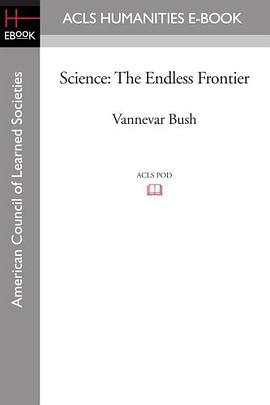 EBOOK
ACLS HUMANITIES E-BOOK
American Council of Learned Societies
Science: The Endless Frontier
Vannevar Bush
ACLS POD